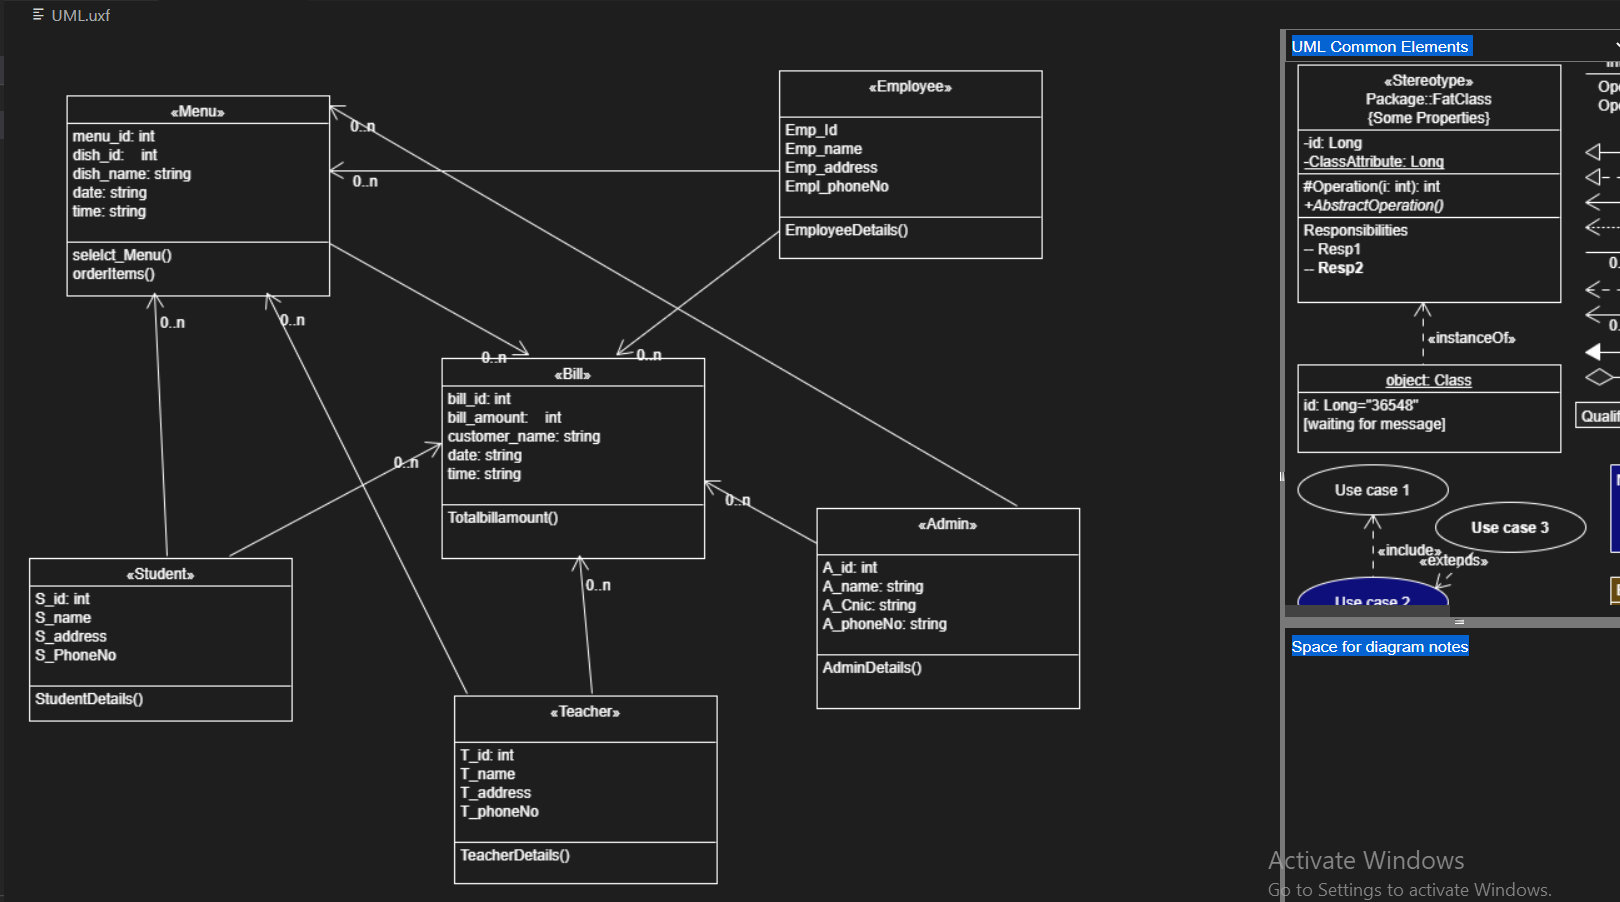 UML.uxf
«Menu»
menu_id: int
dish_id:    int
dish_name: string
date: string
time: string
selelct_Menu()
orderItems()
0..n
0..n
0..n
0..n
«Employee»
Emp_Id
Emp_name
Emp_address
Empl_phoneNo
EmployeeDetails()
0..n
0..n
«Bill»
bill_id: int
bill_amount:    int
customer_name: string
date: string
time: string
Totalbillamount()
0..n
0..n
0..n
«Student»
S_id: int
S_name
S_address
S_PhoneNo
StudentDetails()
«Teacher»
T_id: int
T_name
T_address
T_phoneNo
TeacherDetails()
«Admin»
A_id: int
A_name: string
A_Cnic: string
A_phoneNo: string
AdminDetails()
UML Common Elements
«Stereotype»
Package::FatClass
{Some Properties}
-id: Long
-ClassAttribute: Long
#Operation(i: int): int
+AbstractOperation()
Responsibilities
-- Resp1
-- Resp2
«instanceOf»
object: Class
id: Long="36548"
[waiting for message]
Use case 1
Use case 3
«include»
«extends»
Use case 2
Ope
Ope
0.
0.
Qualif
Space for diagram notes
Activate Windows
Go to Settings to activate Windows.